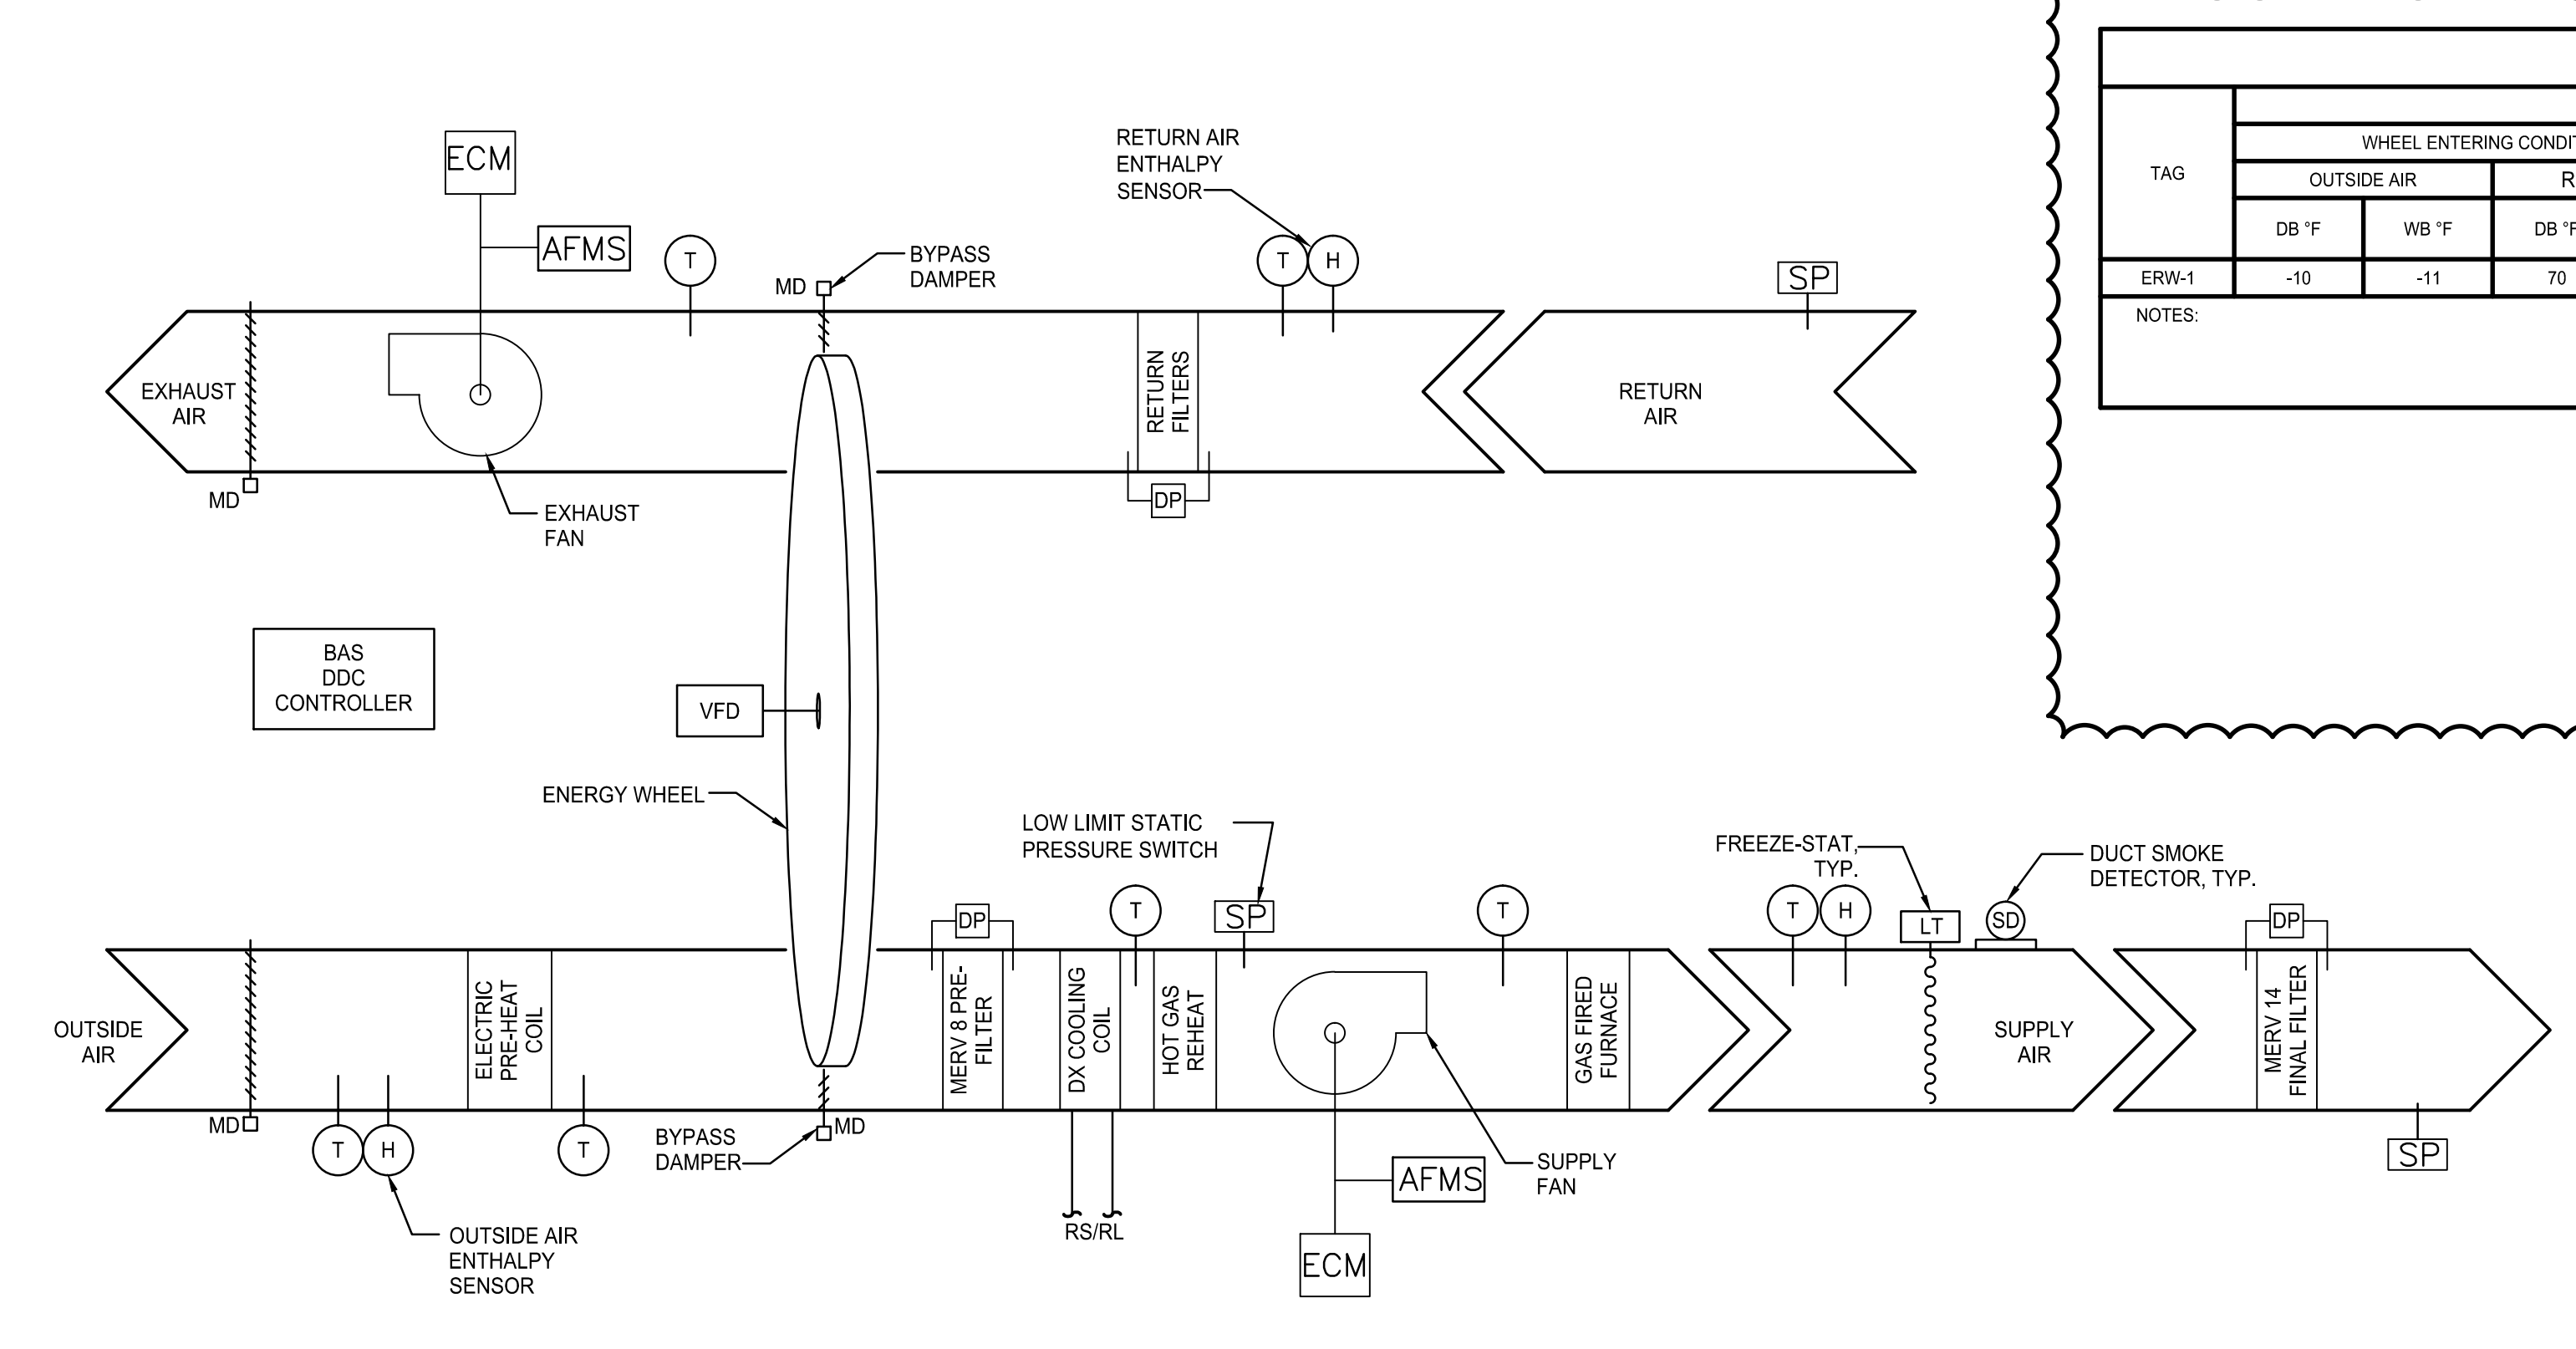 ECM
AFMS
T
MD
BYPASS
DAMPER
RETURN AIR
ENTHALPY
SENSOR
T
H
SP
EXHAUST
AIR
MD
EXHAUST
FAN
RETURN
FILTERS
DP
RETURN
AIR
TAG
WHEEL ENTERING
OUTSIDE AIR
DB °F
WB °F
DB
ERW-1
-10
-11
70
NOTES:
BAS
DDC
CONTROLLER
VFD
ENERGY WHEEL
LOW LIMIT STATIC
PRESSURE SWITCH
FREEZE-STAT,
TYP.
DUCT SMOKE
DETECTOR, TYP.
DP
T
SP
T
T
H
LT
SD
DP
OUTSIDE
AIR
ELECTRIC
PRE-HEAT
COIL
MERV 8 PRE-
FILTER
DX COOLING
COIL
HOT GAS
REHEAT
GAS FIRED
FURNACE
SUPPLY
AIR
MERV 14
FINAL FILTER
MD
T
H
T
BYPASS
DAMPER
MD
AFMS
SUPPLY
FAN
SP
OUTSIDE AIR
ENTHALPY
SENSOR
RS/RL
ECM